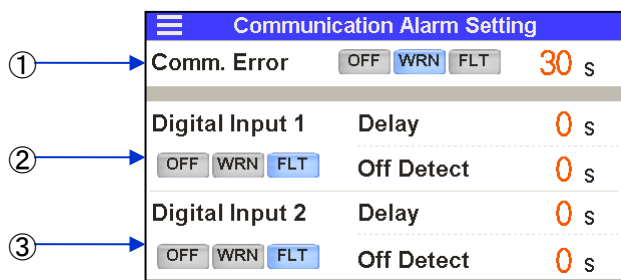 Communication Alarm Setting
① Comm. Error OFF WRN FLT 30 s
Digital Input 1 Delay 0 s
② OFF WRN FLT Off Detect 0 s
Digital Input 2 Delay 0 s
③ OFF WRN FLT Off Detect 0 s